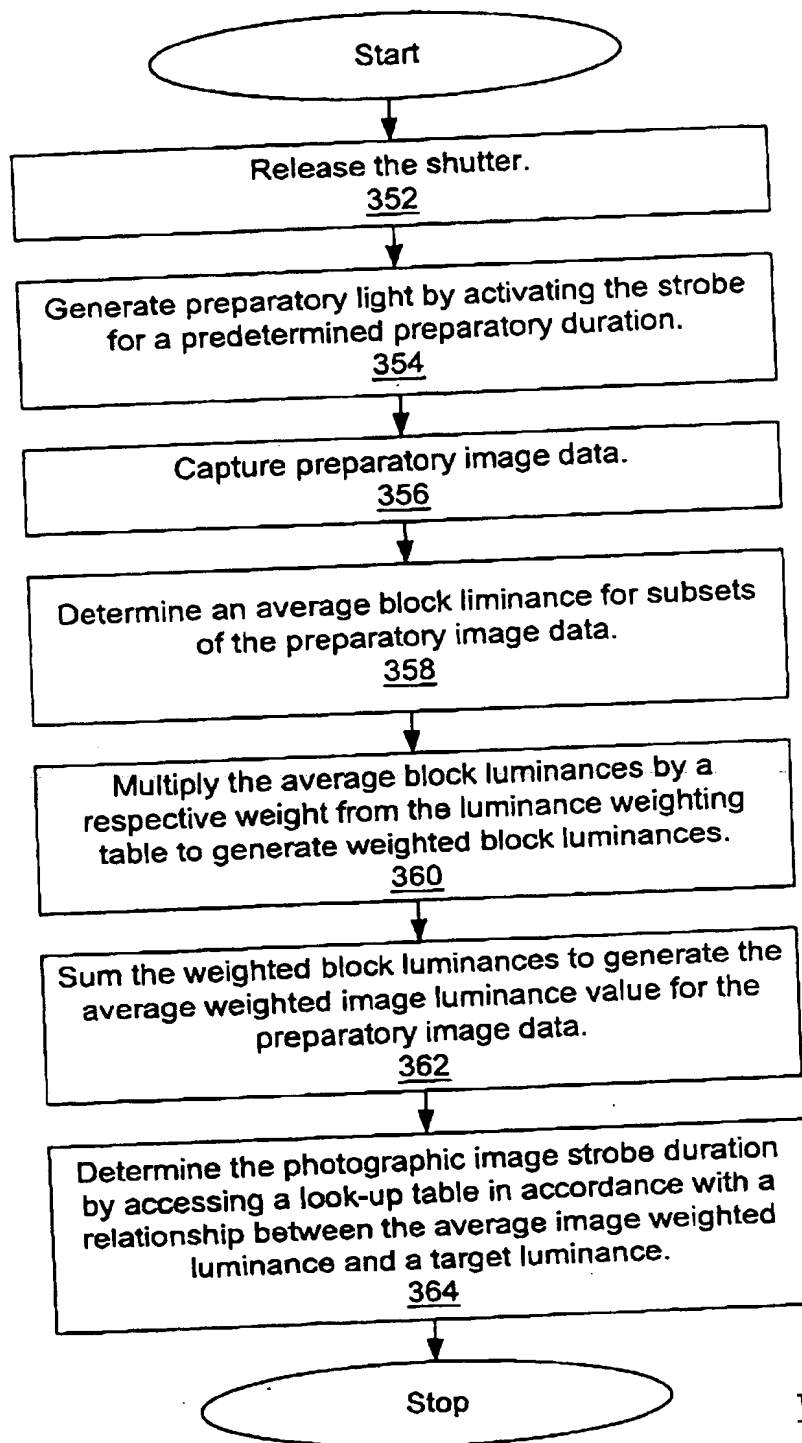 Start
Release the shutter.
352
Generate preparatory light by activating the strobe
for a predetermined preparatory duration.
354
Capture preparatory image data.
356
Determine an average block liminance for subsets
of the preparatory image data.
358
Multiply the average block luminances by a
respective weight from the luminance weighting
table to generate weighted block luminances.
360
Sum the weighted block luminances to generate the
average weighted image luminance value for the
preparatory image data.
362
Determine the photographic image strobe duration
by accessing a look-up table in accordance with a
relationship between the average image weighted
luminance and a target luminance.
364
Stop